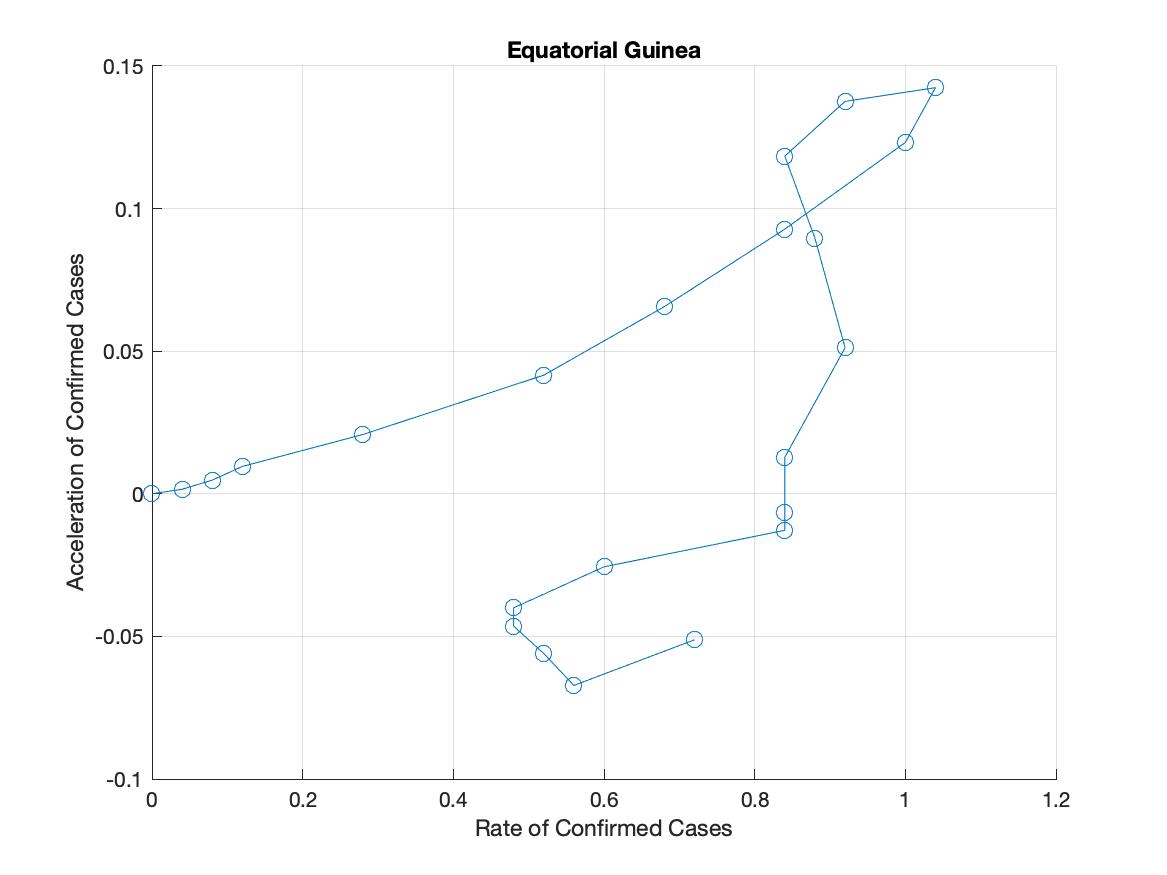 Equatorial Guinea
0.15
0.1
0.05
0
-0.05
-0.1
Acceleration of Confirmed Cases
0 0.2 0.4 0.6 0.8 1 1.2
Rate of Confirmed Cases